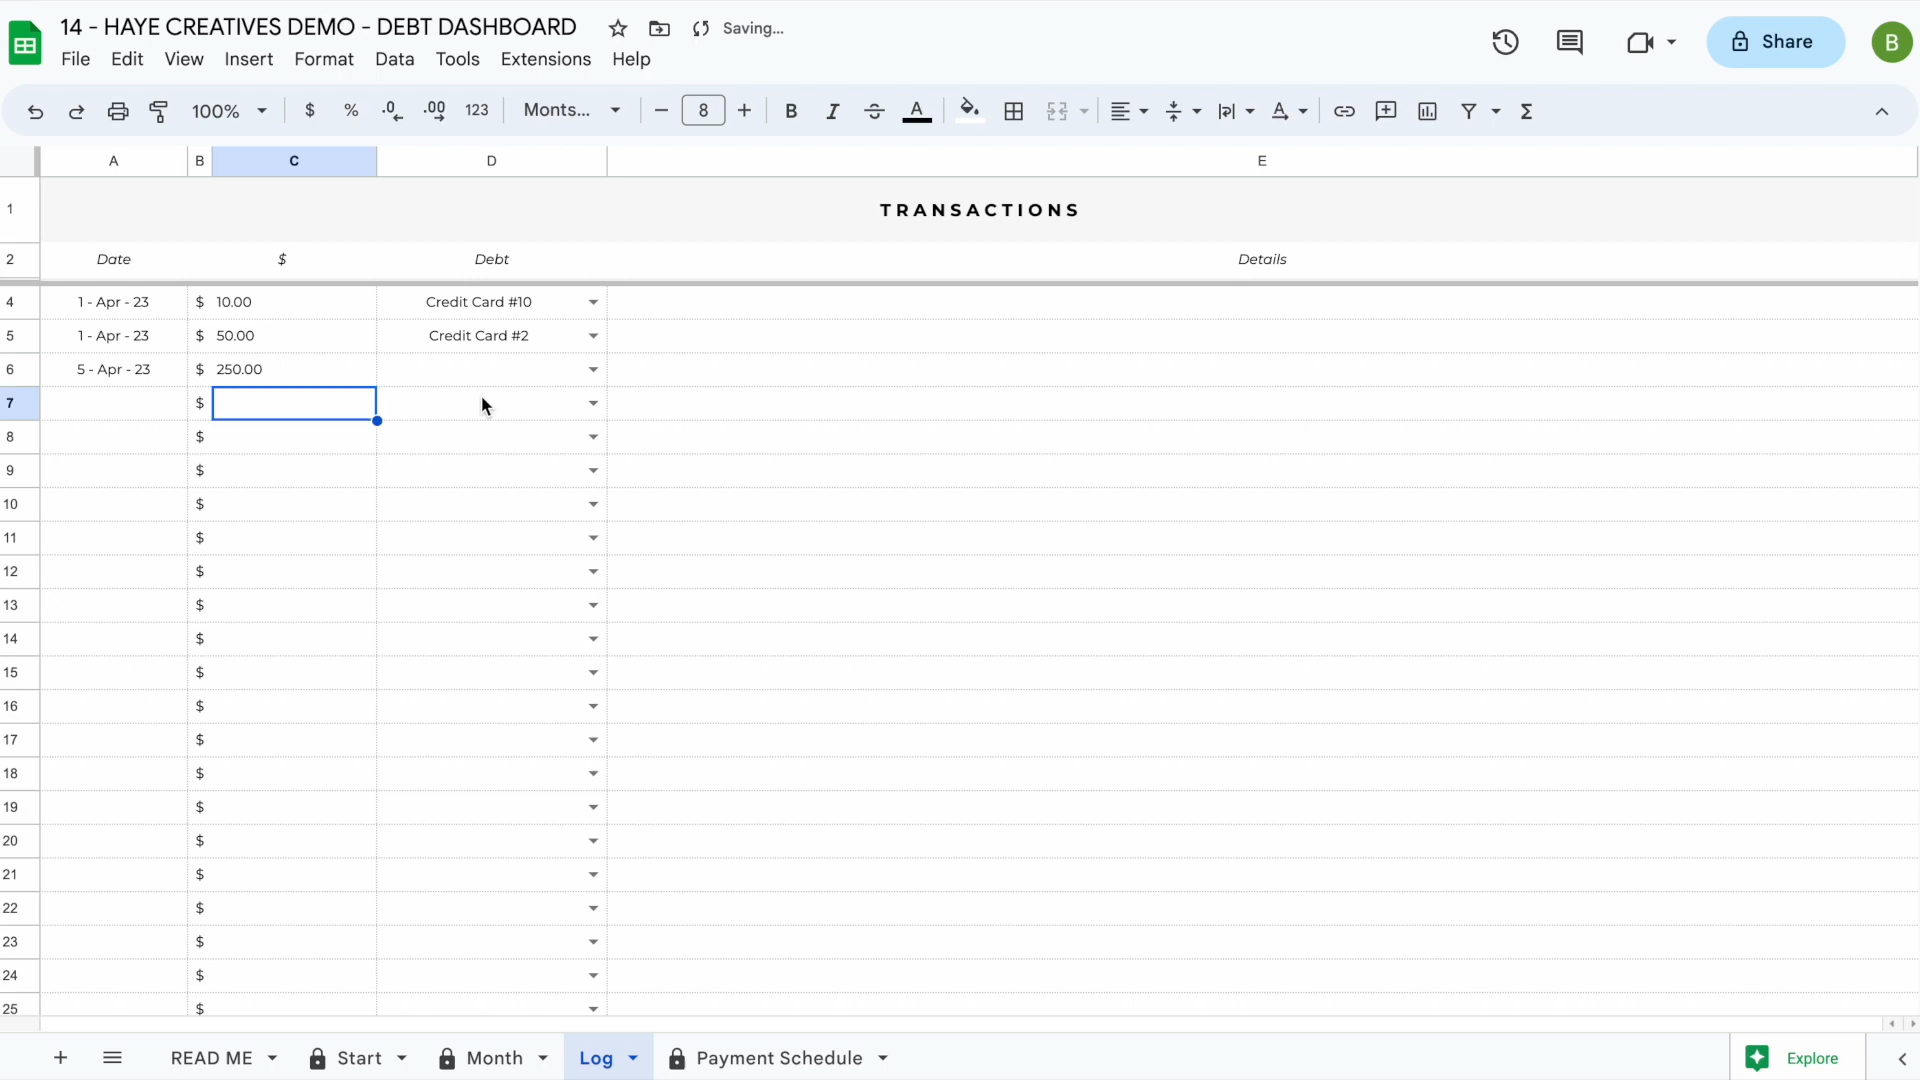 14 - HAYE CREATIVES DEMO - DEBT DASHBOARD Saving...
File Edit View Insert Format Data Tools Extensions Help
Share
B
100% $ % .0 .00 123 Monts... 8 B I A Σ
A B C D E
1 TRANSACTIONS
2 Date $ Debt Details
4 1 - Apr - 23 $ 10.00 Credit Card #10
5 1 - Apr - 23 $ 50.00 Credit Card #2
6 5 - Apr - 23 $ 250.00
7 $
8 $
9 $
10 $
11 $
12 $
13 $
14 $
15 $
16 $
17 $
18 $
19 $
20 $
21 $
22 $
23 $
24 $
25 $
READ ME Start Month Log Payment Schedule Explore